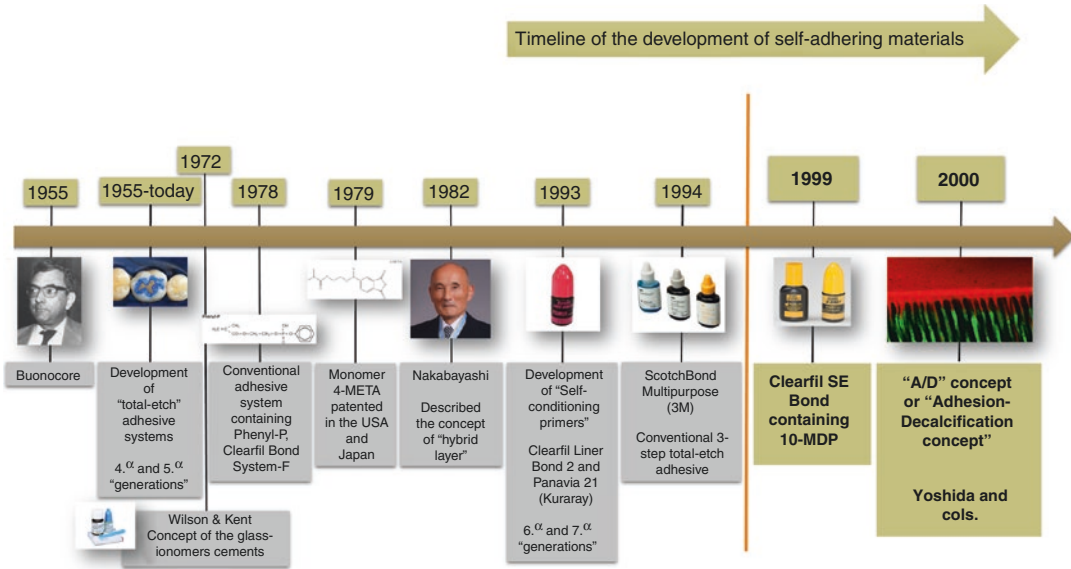 Timeline of the development of self-adhering materials
1955
1955-today
1972
1978
1979
1982
1993
1994
1999
2000
Buonocore
Development
of
“total-etch”
adhesive
systems
4.α and 5.α
“generations”
Wilson & Kent
Concept of the glass-
ionomers cements
Conventional
adhesive
system
containing
Phenyl-P,
Clearfil Bond
System-F
Monomer
4-META
patented
in the USA
and
Japan
Nakabayashi
Described
the concept
of “hybrid
layer”
Development
of “Self-
conditioning
primers”
Clearfil Liner
Bond 2 and
Panavia 21
(Kuraray)
6.α and 7.α
“generations”
ScotchBond
Multipurpose
(3M)
Conventional 3-
step total-etch
adhesive
Clearfil SE
Bond
containing
10-MDP
“A/D” concept
or “Adhesion-
Decalcification
concept”
Yoshida and
cols.